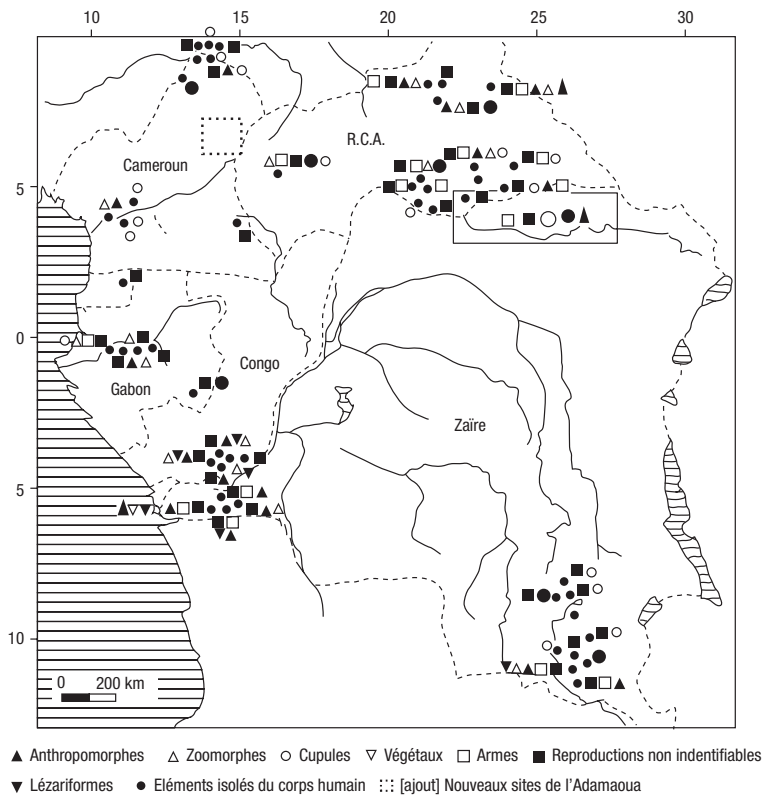 10 15 20 25 30
R.C.A.
Cameroun
5
0
Congo
Gabon
Zaïre
5
10
0 200 km
Anthropomorphes Zoomorphes Cupules Végétaux Armes Reproductions non indentifiables
Lézariformes Eléments isolés du corps humain [ajout] Nouveaux sites de l'Adamaoua